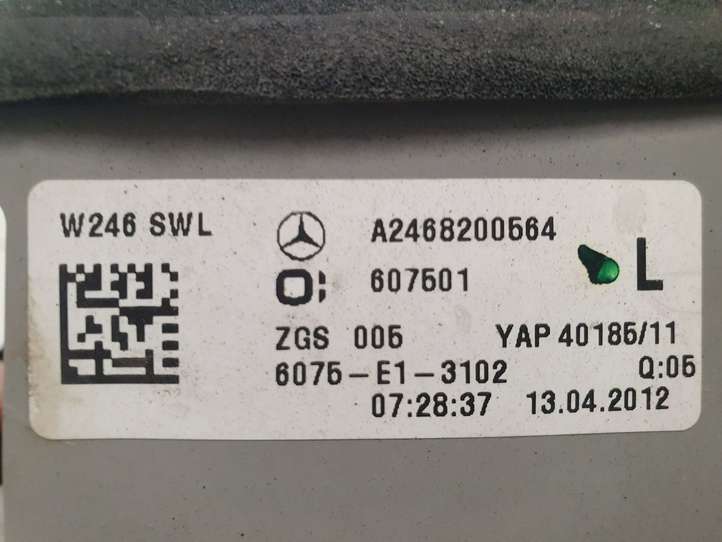 W246 SWL
A2468200564
607501
L
ZGS 005 YAP 40185/11
6075-E1-3102 Q:05
07:28:37 13.04.2012